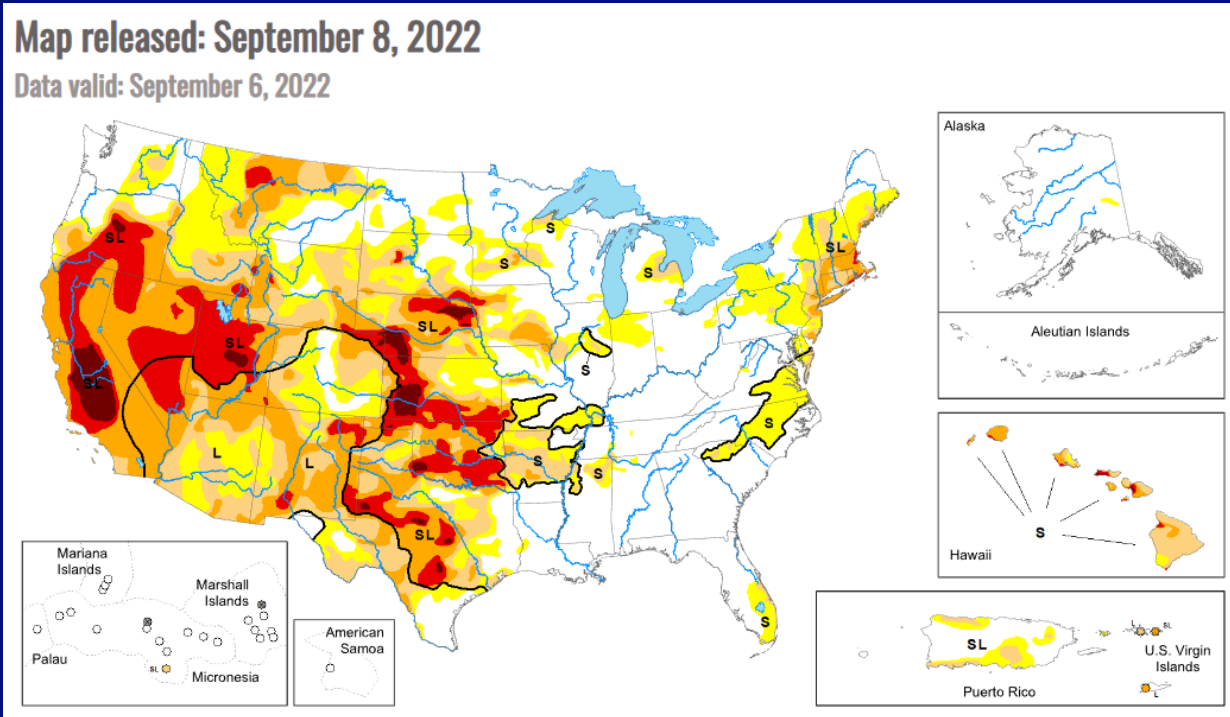 Map released: September 8, 2022
Data valid: September 6, 2022
Alaska
Aleutian Islands
SL
S
S
S
SL
SL
SL
SL
S
L
L
S
S
S
SL
S
Hawaii
S
Mariana
Islands
Marshall
Islands
Palau
SL
Micronesia
American
Samoa
SL
L
SL
U.S. Virgin
Islands
L
Puerto Rico